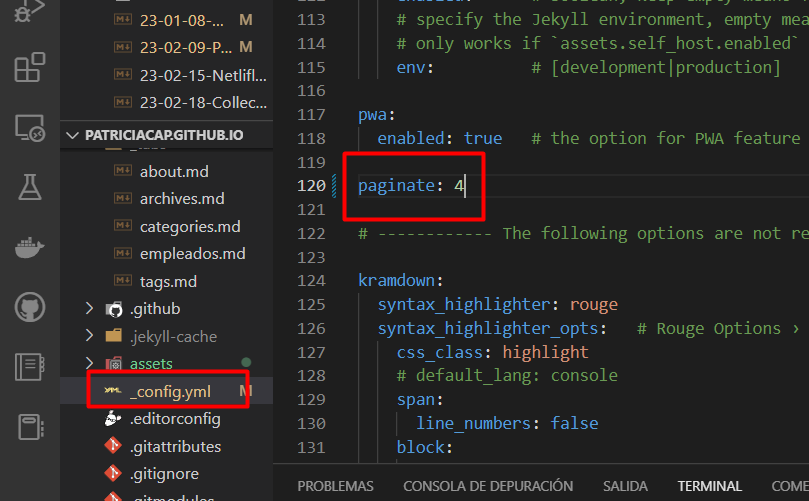 23-01-08-... M
23-02-09-P... M
23-02-15-Netlifl...
23-02-18-Collec...
PATRICIACAP.GITHUB.IO
about.md
archives.md
categories.md
empleados.md
tags.md
.github
.jekyll-cache
assets
_config.yml M
.editorconfig
.gitattributes
.gitignore
.gitmodules
113 # specify the Jekyll environment, empty mea
114 # only works if `assets.self_host.enabled`
115 env: # [development|production]
116
117 pwa:
118 enabled: true # the option for PWA feature
119
120 paginate: 4
121
122 # ------------ The following options are not re
123
124 kramdown:
125 syntax_highlighter: rouge
126 syntax_highlighter_opts: # Rouge Options ›
127 css_class: highlight
128 # default_lang: console
129 span:
130 line_numbers: false
131 block:
PROBLEMAS CONSOLA DE DEPURACIÓN SALIDA TERMINAL COME